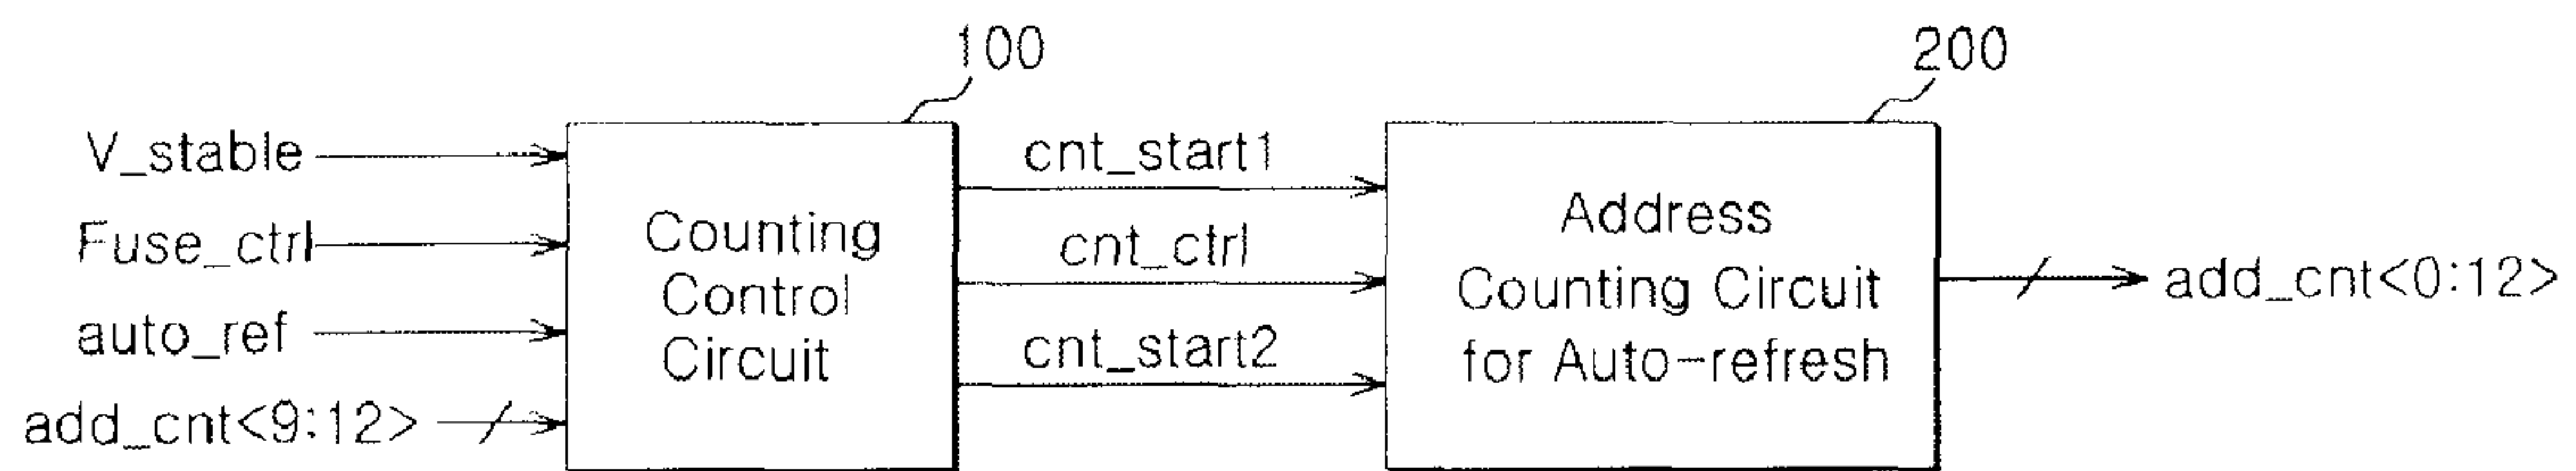 100
200
V_stable
Fuse_ctrl
auto_ref
add_cnt<9:12>
Counting
Control
Circuit
cnt_start1
cnt_ctrl
cnt_start2
Address
Counting Circuit
for Auto-refresh
add_cnt<0:12>